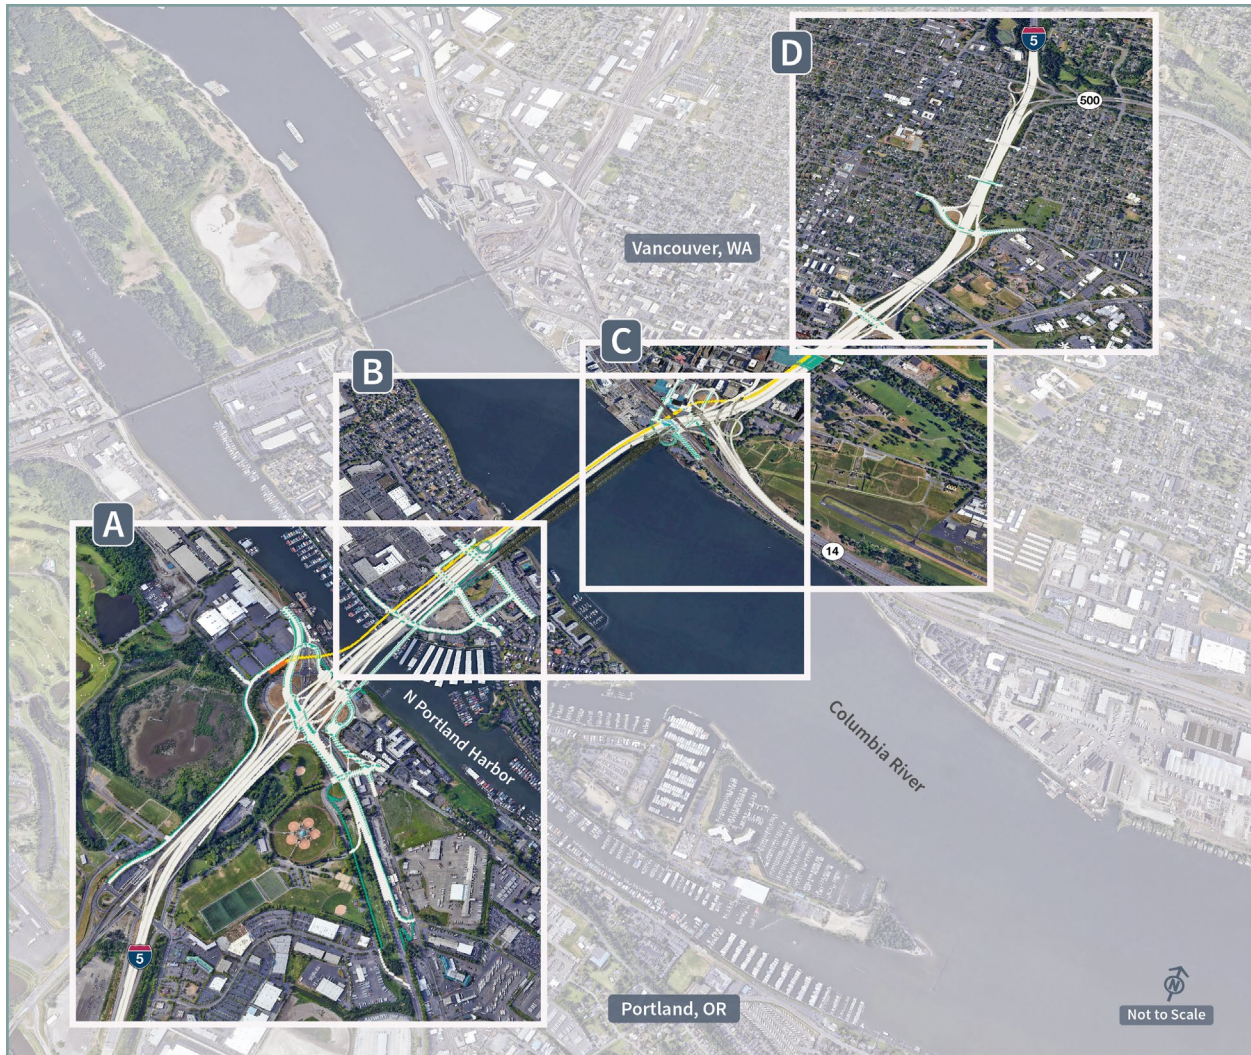 D
5
500
Vancouver, WA
C
B
A
14
N Portland Harbor
Columbia River
5
N
Portland, OR
Not to Scale